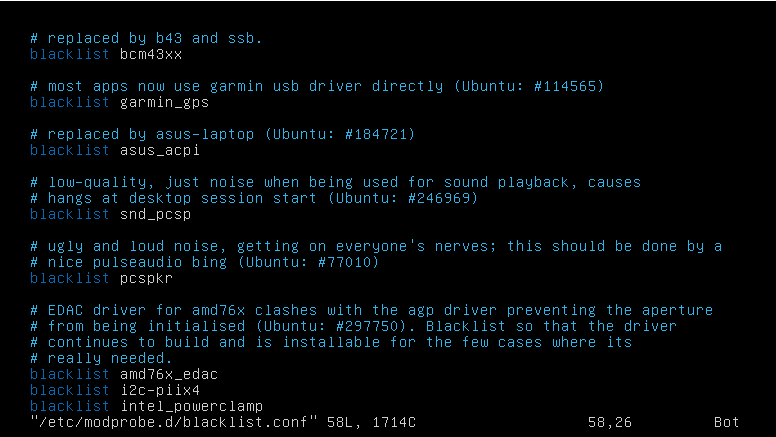 # replaced by b43 and ssb.
blacklist bcm43xx
# most apps now use garmin usb driver directly (Ubuntu: #114565)
blacklist garmin_gps
# replaced by asus-laptop (Ubuntu: #184721)
blacklist asus_acpi
# low-quality, just noise when being used for sound playback, causes
# hangs at desktop session start (Ubuntu: #246969)
blacklist snd_pcsp
# ugly and loud noise, getting on everyone's nerves; this should be done by a
# nice pulseaudio bing (Ubuntu: #77010)
blacklist pcspkr
# EDAC driver for amd76x clashes with the agp driver preventing the aperture
# from being initialised (Ubuntu: #297750). Blacklist so that the driver
# continues to build and is installable for the few cases where its
# really needed.
blacklist amd76x_edac
blacklist i2c-piix4
blacklist intel_powerclamp
"/etc/modprobe.d/blacklist.conf" 58L, 1714C 58,26 Bot